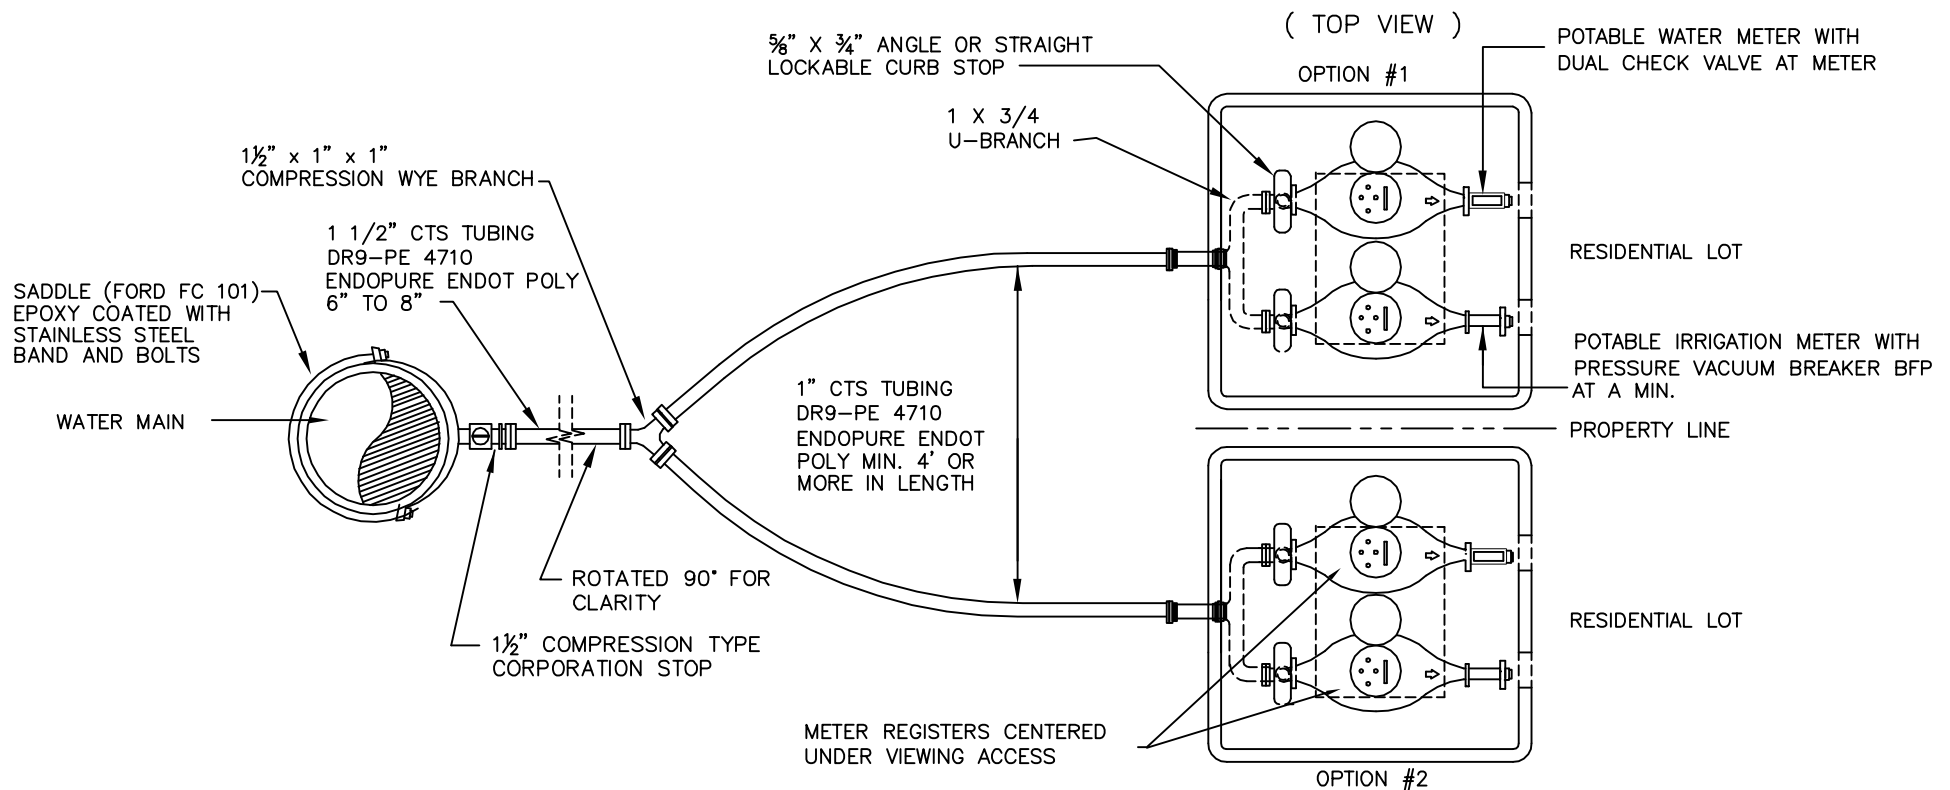 ( TOP VIEW )
OPTION #1
⅝" X ¾" ANGLE OR STRAIGHT
LOCKABLE CURB STOP
POTABLE WATER METER WITH
DUAL CHECK VALVE AT METER
1 X 3/4
U-BRANCH
1½" x 1" x 1"
COMPRESSION WYE BRANCH
1 1/2" CTS TUBING
DR9-PE 4710
ENDOPURE ENDOT POLY
6" TO 8"
SADDLE (FORD FC 101)
EPOXY COATED WITH
STAINLESS STEEL
BAND AND BOLTS
WATER MAIN
RESIDENTIAL LOT
POTABLE IRRIGATION METER WITH
PRESSURE VACUUM BREAKER BFP
AT A MIN.
1" CTS TUBING
DR9-PE 4710
ENDOPURE ENDOT
POLY MIN. 4' OR
MORE IN LENGTH
PROPERTY LINE
ROTATED 90° FOR
CLARITY
1½" COMPRESSION TYPE
CORPORATION STOP
RESIDENTIAL LOT
METER REGISTERS CENTERED
UNDER VIEWING ACCESS
OPTION #2